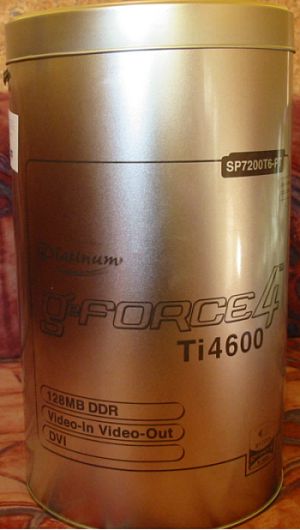 SP7200T6-P
Platinum
g-FORCE4
Ti4600
128MB DDR
Video-In Video-Out
DVI